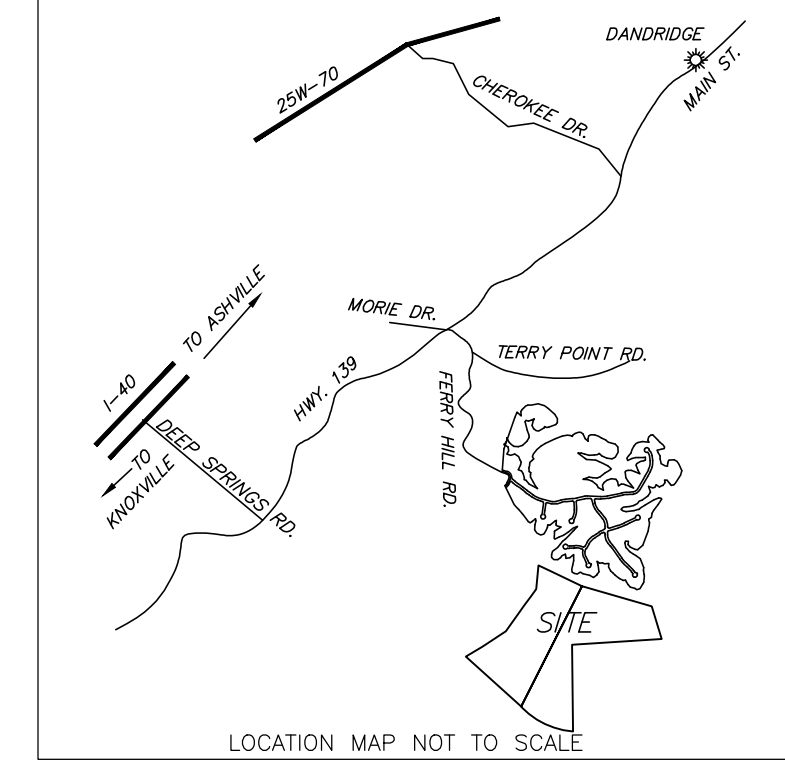 DANDRIDGE
MAIN ST.
25W-70
CHEROKEE DR.
TO ASHVILLE
MORIE DR.
TERRY POINT RD.
I-40
HWY. 139
FERRY HILL RD.
DEEP SPRINGS RD.
TO
KNOXVILLE
SITE
LOCATION MAP NOT TO SCALE